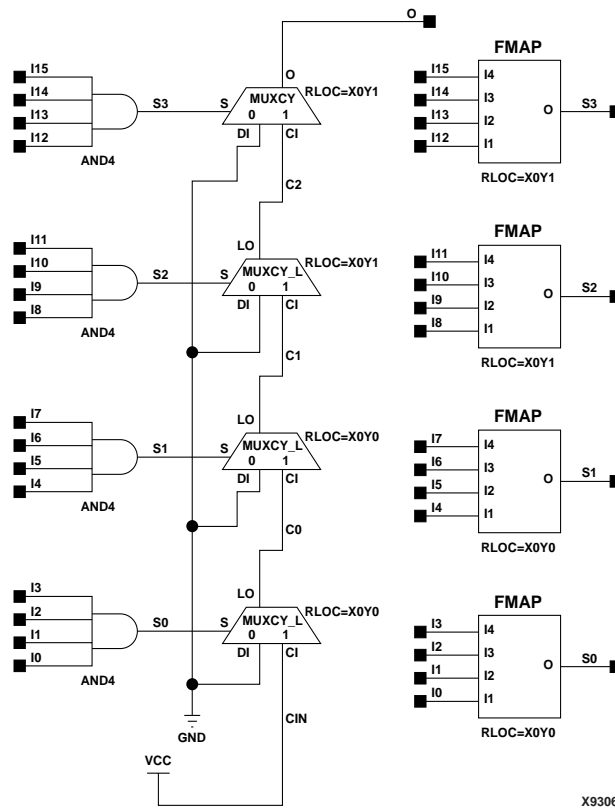 O
I15
I14
I13
I12
S3
AND4
O
S
MUXCY
0 1
DI
CI
RLOC=X0Y1
C2
I11
I10
I9
I8
S2
AND4
LO
S
MUXCY_L
0 1
DI
CI
RLOC=X0Y1
C1
I7
I6
I5
I4
S1
AND4
LO
S
MUXCY_L
0 1
DI
CI
RLOC=X0Y0
C0
I3
I2
I1
I0
S0
AND4
LO
S
MUXCY_L
0 1
DI
CI
RLOC=X0Y0
CIN
GND
VCC
FMAP
I15 I4
I14 I3
I13 I2
I12 I1
O
S3
RLOC=X0Y1
FMAP
I11 I4
I10 I3
I9 I2
I8 I1
O
S2
RLOC=X0Y1
FMAP
I7 I4
I6 I3
I5 I2
I4 I1
O
S1
RLOC=X0Y0
FMAP
I3 I4
I2 I3
I1 I2
I0 I1
O
S0
RLOC=X0Y0
X9306